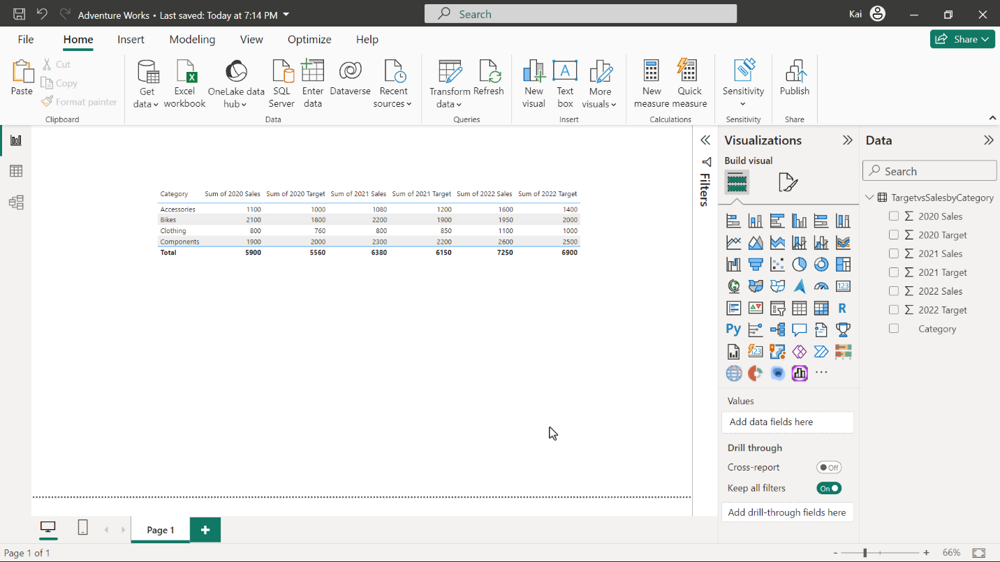 Adventure Works • Last saved: Today at 7:14 PM
Search
Kai
File Home Insert Modeling View Optimize Help
Share
Paste
Cut
Copy
Format painter
Clipboard
Get data
Excel workbook
OneLake data hub
SQL Server
Enter data
Dataverse
Recent sources
Data
Transform data
Refresh
Queries
New visual
Text box
More visuals
Insert
New measure
Quick measure
Calculations
Sensitivity
Sensitivity
Publish
Share
Category Sum of 2020 Sales Sum of 2020 Target Sum of 2021 Sales Sum of 2021 Target Sum of 2022 Sales Sum of 2022 Target
Accessories 1100 1000 1080 1200 1600 1400
Bikes 2100 1800 2200 1900 1950 2000
Clothing 800 760 800 850 1100 1000
Components 1900 2000 2300 2200 2600 2500
Total 5900 5560 6380 6150 7250 6900
Filters
Visualizations
Build visual
123
R
Py
123
Values
Add data fields here
Drill through
Cross-report Off
Keep all filters On
Add drill-through fields here
Data
Search
TargetvsSalesbyCategory
2020 Sales
2020 Target
2021 Sales
2021 Target
2022 Sales
2022 Target
Category
Page 1
Page 1 of 1
66%